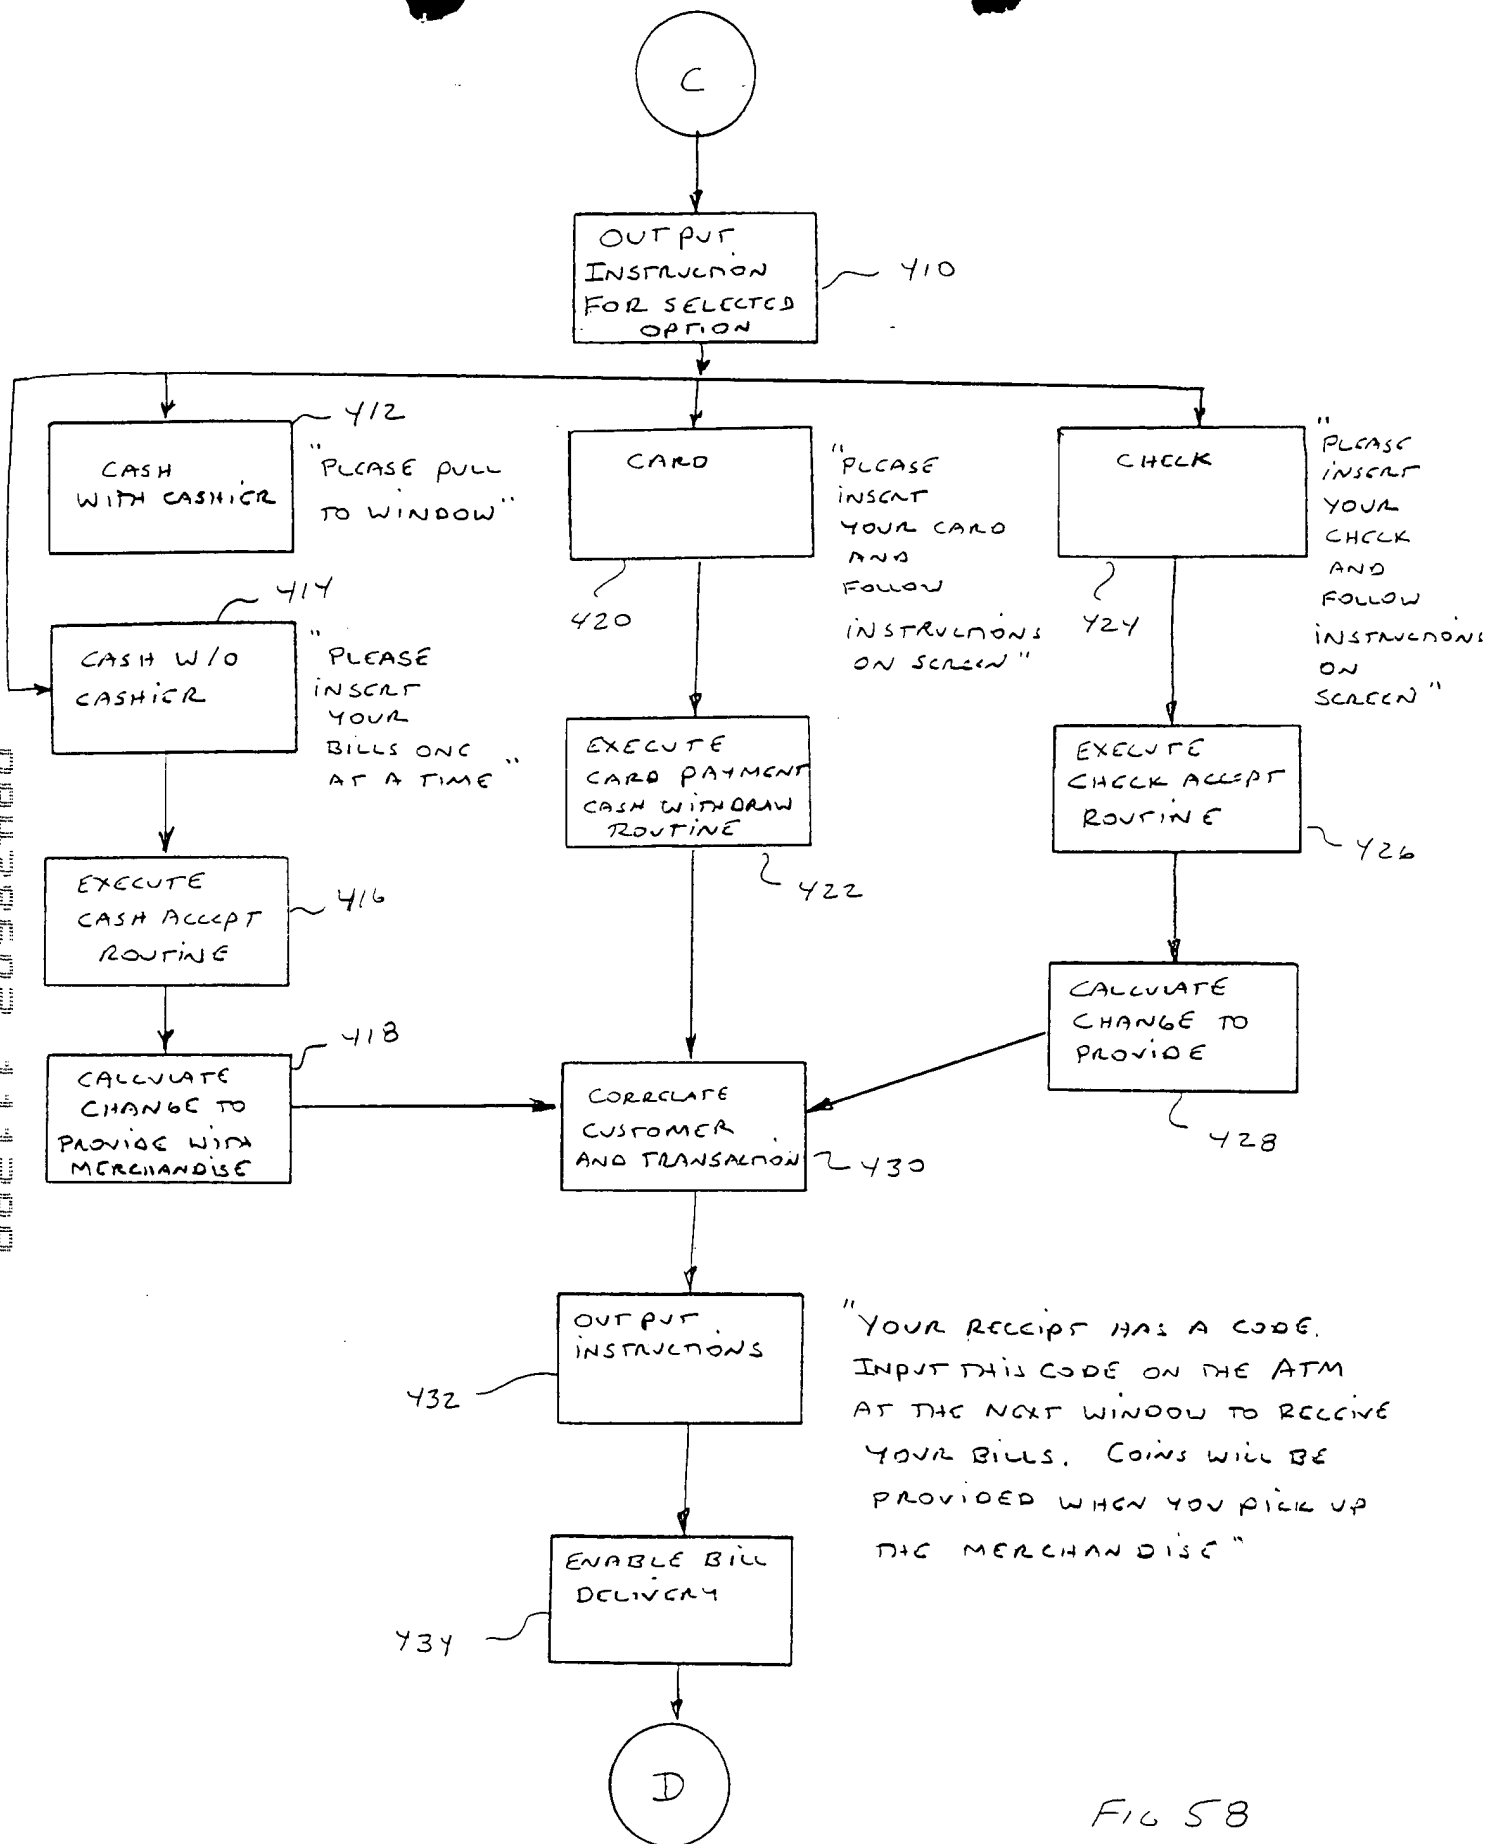 C
OUTPUT
INSTRUCTION
FOR SELECTED
OPTION
410
CASH
WITH CASHIER
412
"PLEASE PULL
TO WINDOW"
CARD
420
"PLEASE
INSERT
YOUR CARD
AND
FOLLOW
INSTRUCTIONS
ON SCREEN"
CHECK
424
"PLEASE
INSERT
YOUR
CHECK
AND
FOLLOW
INSTRUCTIONS
ON
SCREEN"
414
CASH W/O
CASHIER
"PLEASE
INSERT
YOUR
BILLS ONE
AT A TIME"
EXECUTE
CARD PAYMENT
CASH WITHDRAW
ROUTINE
422
EXECUTE
CHECK ACCEPT
ROUTINE
426
EXECUTE
CASH ACCEPT
ROUTINE
416
CALCULATE
CHANGE TO
PROVIDE WITH
MERCHANDISE
418
CALCULATE
CHANGE TO
PROVIDE
428
CORRELATE
CUSTOMER
AND TRANSACTION
430
OUTPUT
INSTRUCTIONS
432
"YOUR RECEIPT HAS A CODE.
INPUT THIS CODE ON THE ATM
AT THE NEXT WINDOW TO RECEIVE
YOUR BILLS. COINS WILL BE
PROVIDED WHEN YOU PICK UP
THE MERCHANDISE"
ENABLE BILL
DELIVERY
434
D
FIG 58